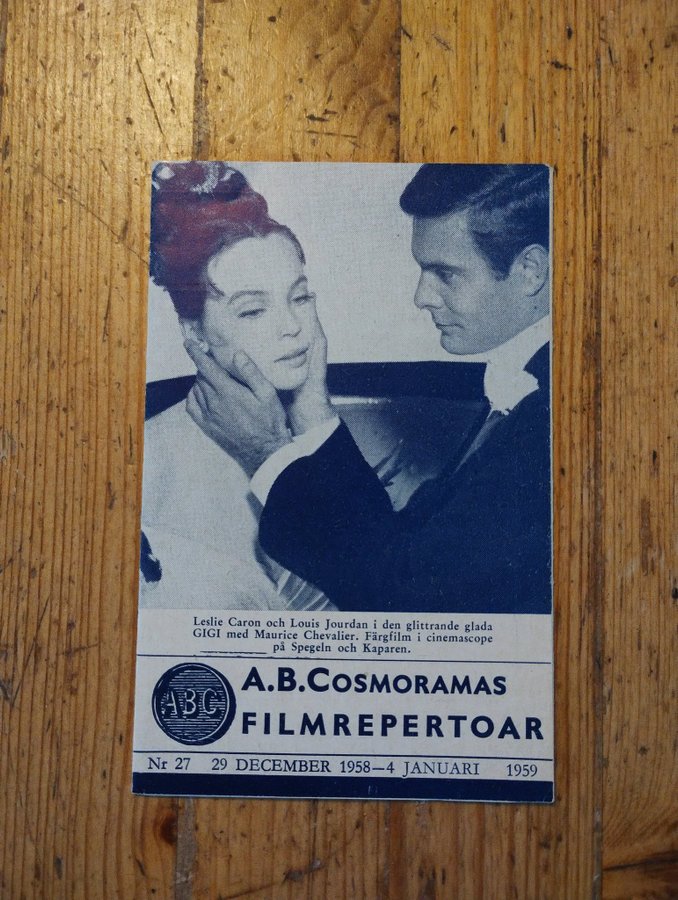 Leslie Caron och Louis Jourdan i den glittrande glada
GIGI med Maurice Chevalier. Färgfilm i cinemascope
på Spegeln och Kaparen.
ABC
A.B.COSMORAMAS
FILMREPERTOAR
Nr 27 29 DECEMBER 1958—4 JANUARI 1959